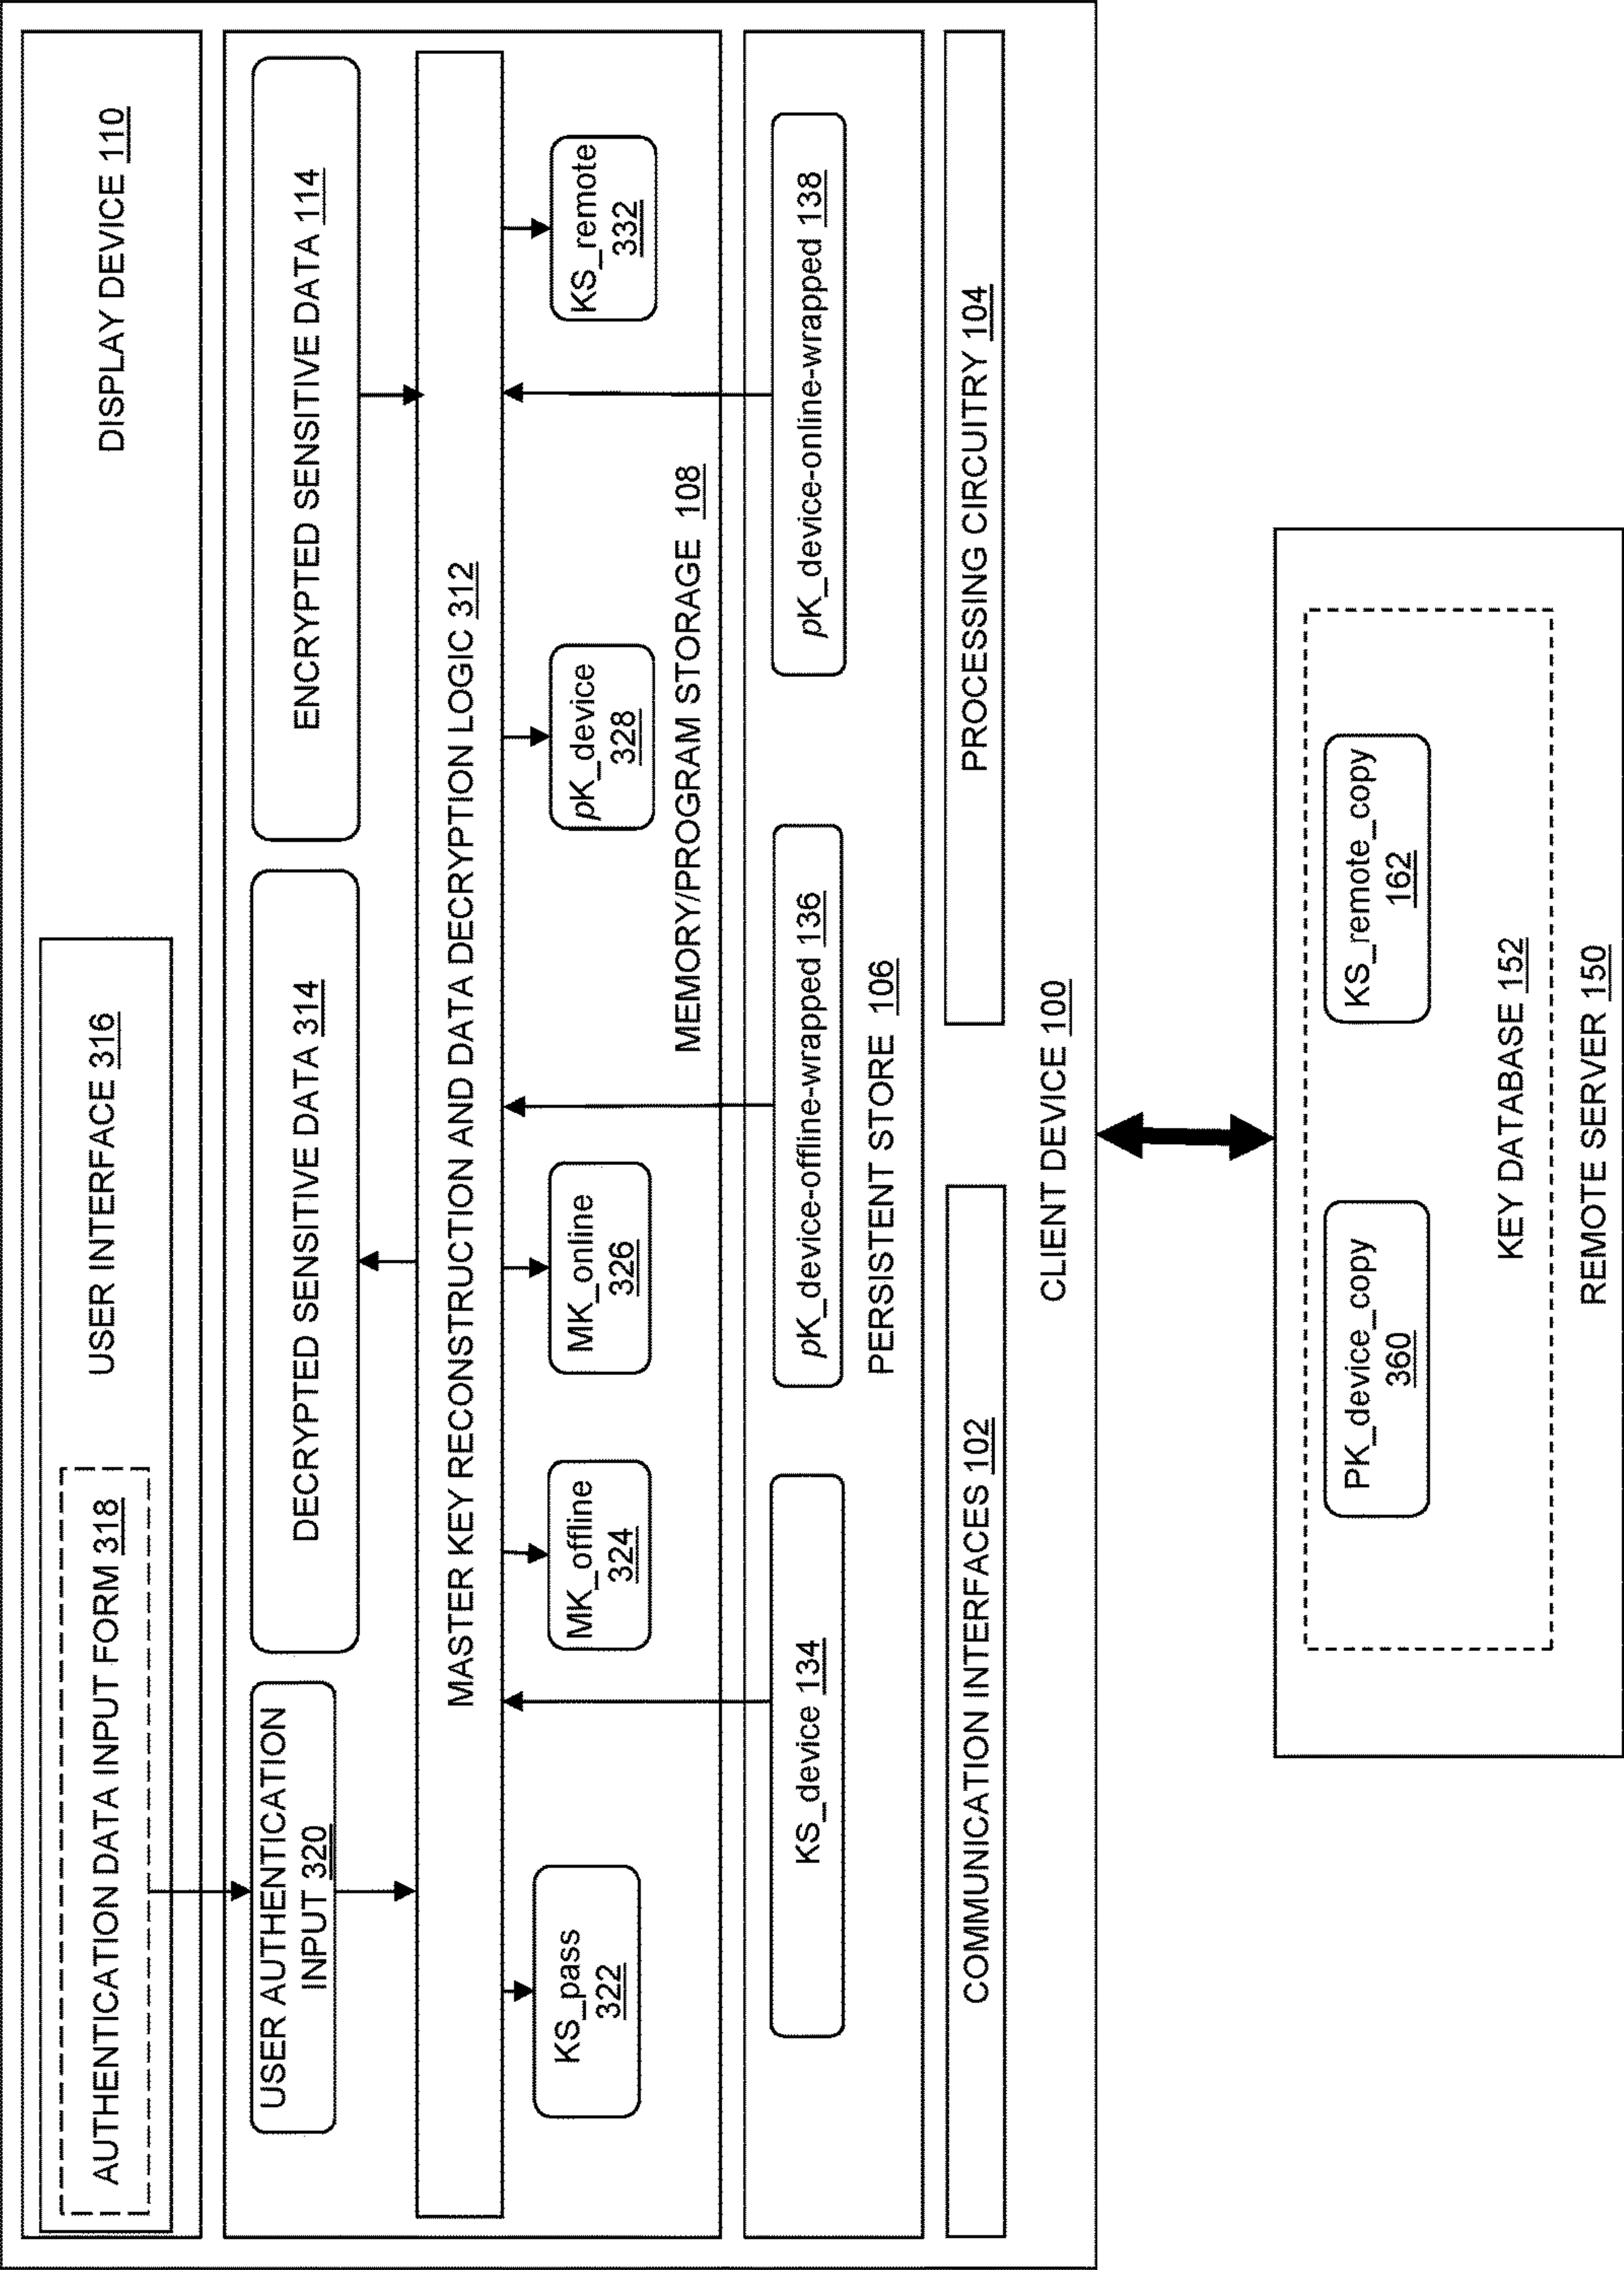 DISPLAY DEVICE 110
USER INTERFACE 316
AUTHENTICATION DATA INPUT FORM 318
USER AUTHENTICATION
INPUT 320
DECRYPTED SENSITIVE DATA 314
ENCRYPTED SENSITIVE DATA 114
MASTER KEY RECONSTRUCTION AND DATA DECRYPTION LOGIC 312
KS_pass
322
MK_offline
324
MK_online
326
pK_device
328
KS_remote
332
MEMORY/PROGRAM STORAGE 108
KS_device 134
pK_device-offline-wrapped 136
pK_device-online-wrapped 138
PERSISTENT STORE 106
COMMUNICATION INTERFACES 102
PROCESSING CIRCUITRY 104
CLIENT DEVICE 100
PK_device_copy
360
KS_remote_copy
162
KEY DATABASE 152
REMOTE SERVER 150